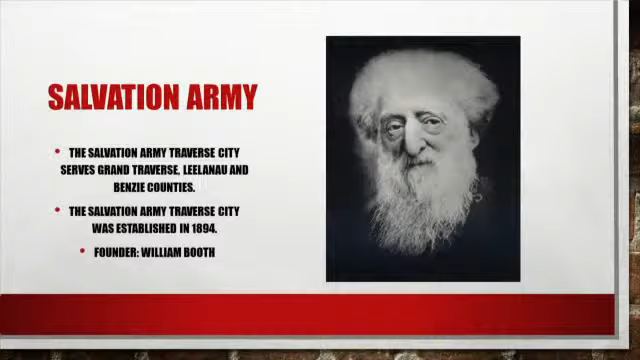 SALVATION ARMY
• THE SALVATION ARMY TRAVERSE CITY
SERVES GRAND TRAVERSE, LEELANAU AND
BENZIE COUNTIES.
• THE SALVATION ARMY TRAVERSE CITY
WAS ESTABLISHED IN 1894.
• FOUNDER: WILLIAM BOOTH